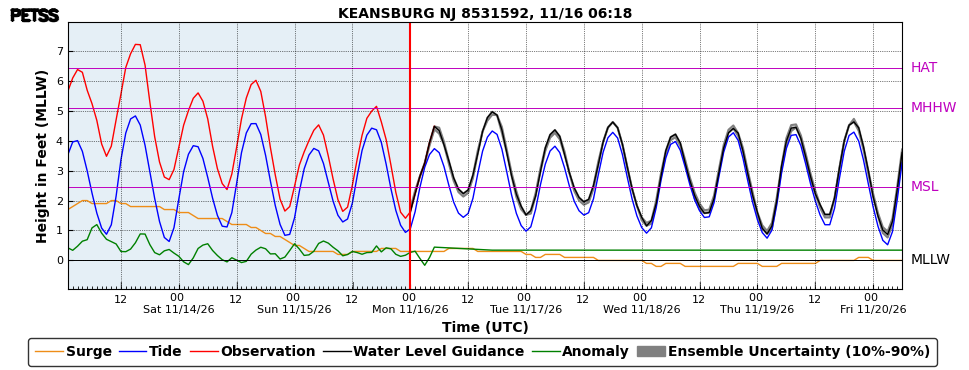 PETSS
KEANSBURG NJ 8531592, 11/16 06:18
Height in Feet (MLLW)
7
6
5
4
3
2
1
0
HAT
MHHW
MSL
MLLW
12 00 12 00 12 00 12 00 12 00 12 00 12 00
Sat 11/14/26 Sun 11/15/26 Mon 11/16/26 Tue 11/17/26 Wed 11/18/26 Thu 11/19/26 Fri 11/20/26
Time (UTC)
Surge Tide Observation Water Level Guidance Anomaly Ensemble Uncertainty (10%-90%)